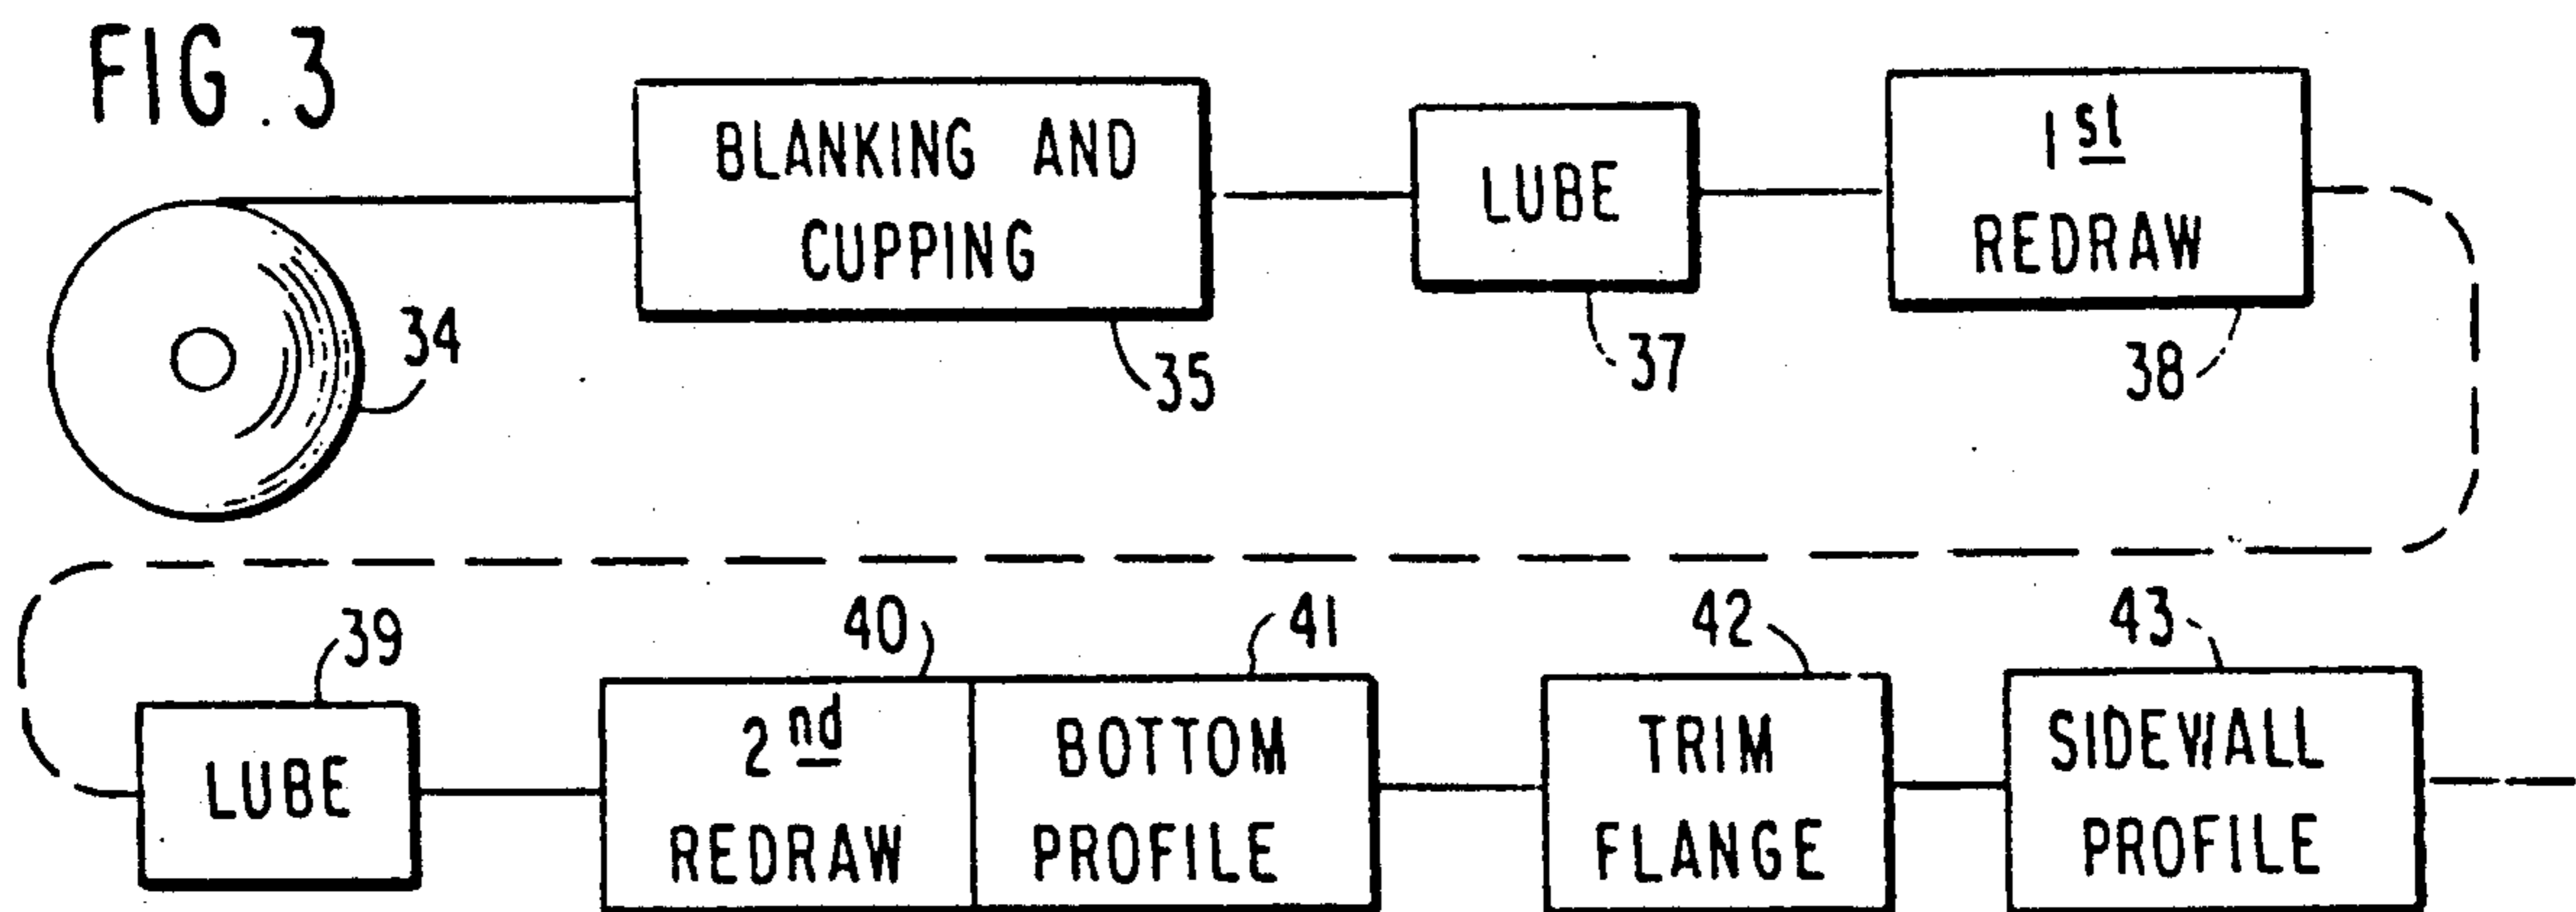 FIG. 3
BLANKING AND
CUPPING
LUBE
1st
REDRAW
34
35
37
38
39
40
41
42
43
LUBE
2nd
REDRAW
BOTTOM
PROFILE
TRIM
FLANGE
SIDEWALL
PROFILE